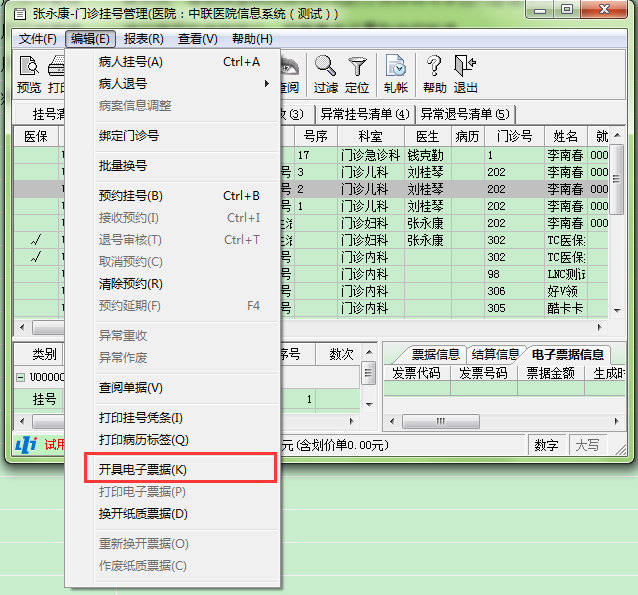 张永康-门诊挂号管理(医院：中联医院信息系统（测试）)
文件(F) 编辑(E) 报表(R) 查看(V) 帮助(H)
预览 打 查阅 过滤 定位 轧帐 帮助 退出
挂号清 (3) 异常挂号清单(4) 异常退号清单(5)
医保 号序 科室 医生 病历 门诊号 姓名 就
17 门诊急诊科 钱克勤 1 李南春 000
号 3 门诊儿科 刘桂琴 202 李南春 000
号 2 门诊儿科 刘桂琴 202 李南春 000
号 1 门诊儿科 刘桂琴 202 李南春 000
门诊妇科 张永康 202 李南春 000
√ 门诊妇科 张永康 302 TC医保
√ 号 门诊内科 302 TC医保
号 门诊内科 98 LNC测试
号 门诊内科 306 好V领
号 门诊内科 305 酷卡卡
病人挂号(A) Ctrl+A
病人退号
病案信息调整
绑定门诊号
批量换号
预约挂号(B) Ctrl+B
接收预约(I) Ctrl+I
退号审核(T) Ctrl+T
取消预约(C)
清除预约(R)
预约延期(F) F4
异常重收
异常作废
查阅单据(V)
打印挂号凭条(I)
打印病历标签(Q)
开具电子票据(K)
打印电子票据(P)
换开纸质票据(D)
重新换开票据(O)
作废纸质票据(C)
类别 序号 数次
U00000
挂号 1
票据信息 结算信息 电子票据信息
发票代码 发票号码 票据金额 生成时
试用 元(含划价单0.00元) 数字 大写